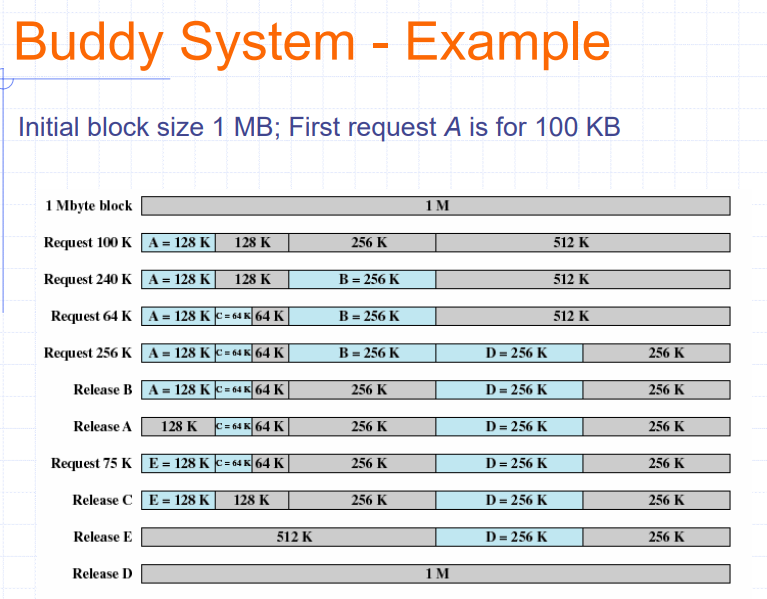 Buddy System - Example
Initial block size 1 MB; First request A is for 100 KB
1 Mbyte block 1 M
Request 100 K A = 128 K 128 K 256 K 512 K
Request 240 K A = 128 K 128 K B = 256 K 512 K
Request 64 K A = 128 K C = 64 K 64 K B = 256 K 512 K
Request 256 K A = 128 K C = 64 K 64 K B = 256 K D = 256 K 256 K
Release B A = 128 K C = 64 K 64 K 256 K D = 256 K 256 K
Release A 128 K C = 64 K 64 K 256 K D = 256 K 256 K
Request 75 K E = 128 K C = 64 K 64 K 256 K D = 256 K 256 K
Release C E = 128 K 128 K 256 K D = 256 K 256 K
Release E 512 K D = 256 K 256 K
Release D 1 M